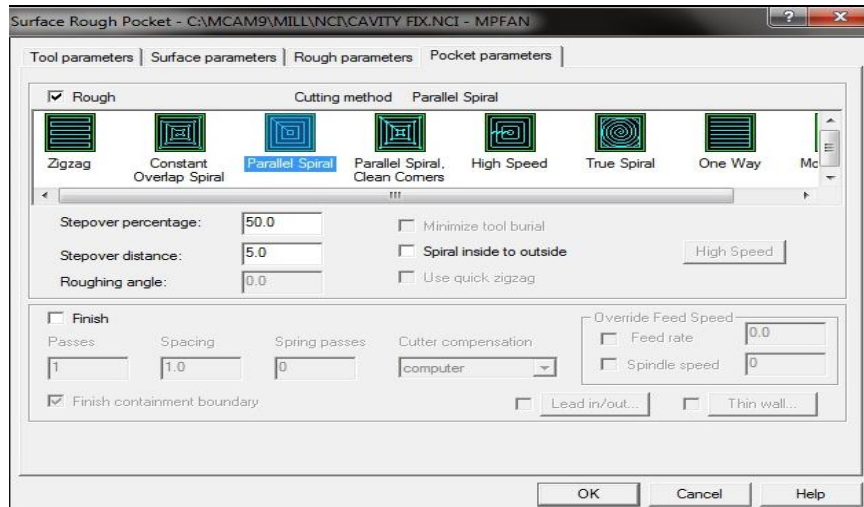 Surface Rough Pocket - C:\MCAM9\MILL\NCI\CAVITY FIX.NCI - MPFAN
Tool parameters Surface parameters Rough parameters Pocket parameters
Rough Cutting method Parallel Spiral
Zigzag Constant Overlap Spiral Parallel Spiral Parallel Spiral, Clean Corners High Speed True Spiral One Way
Stepover percentage: 50.0 Minimize tool burial
Stepover distance: 5.0 Spiral inside to outside High Speed
Roughing angle: 0.0 Use quick zigzag
Finish Override Feed Speed
Passes Spacing Spring passes Cutter compensation Feed rate 0.0
1 1.0 0 computer Spindle speed 0
Finish containment boundary Lead in/out... Thin wall...
OK Cancel Help